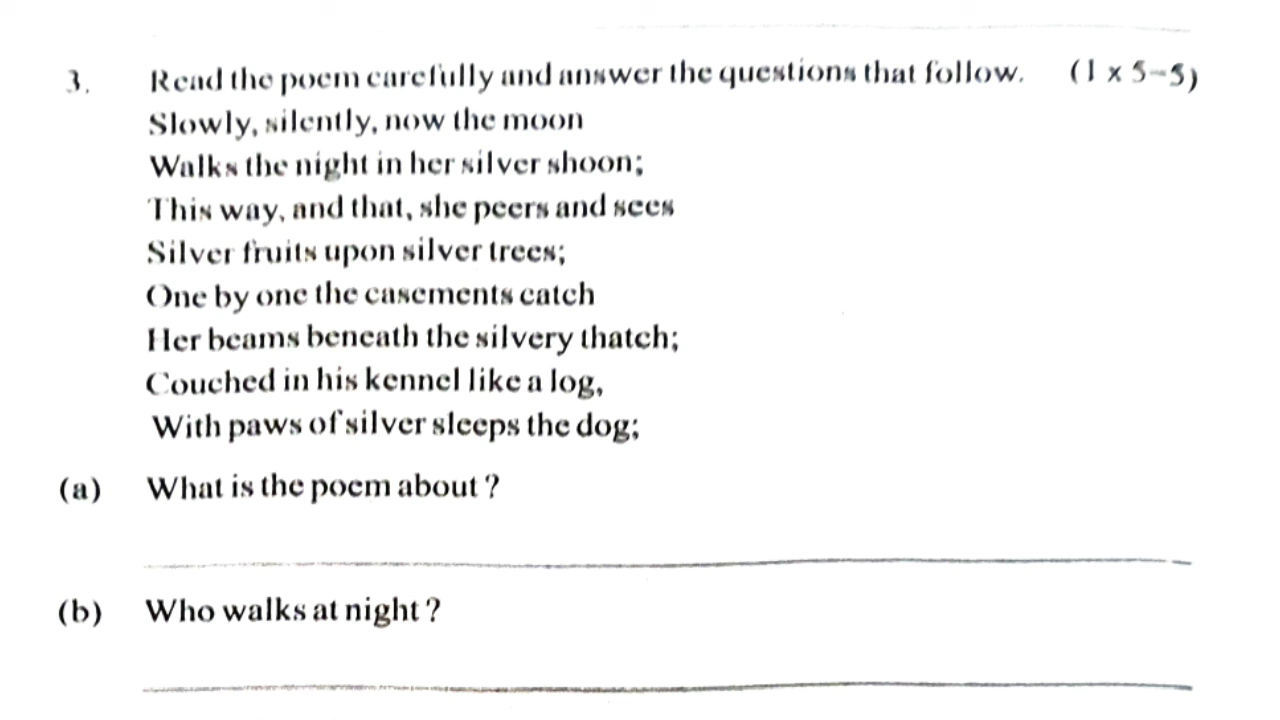 3. Read the poem carefully and answer the questions that follow. (1 x 5-5)
Slowly, silently, now the moon
Walks the night in her silver shoon;
This way, and that, she peers and sees
Silver fruits upon silver trees;
One by one the casements catch
Her beams beneath the silvery thatch;
Couched in his kennel like a log,
With paws of silver sleeps the dog;
(a) What is the poem about ?
(b) Who walks at night ?